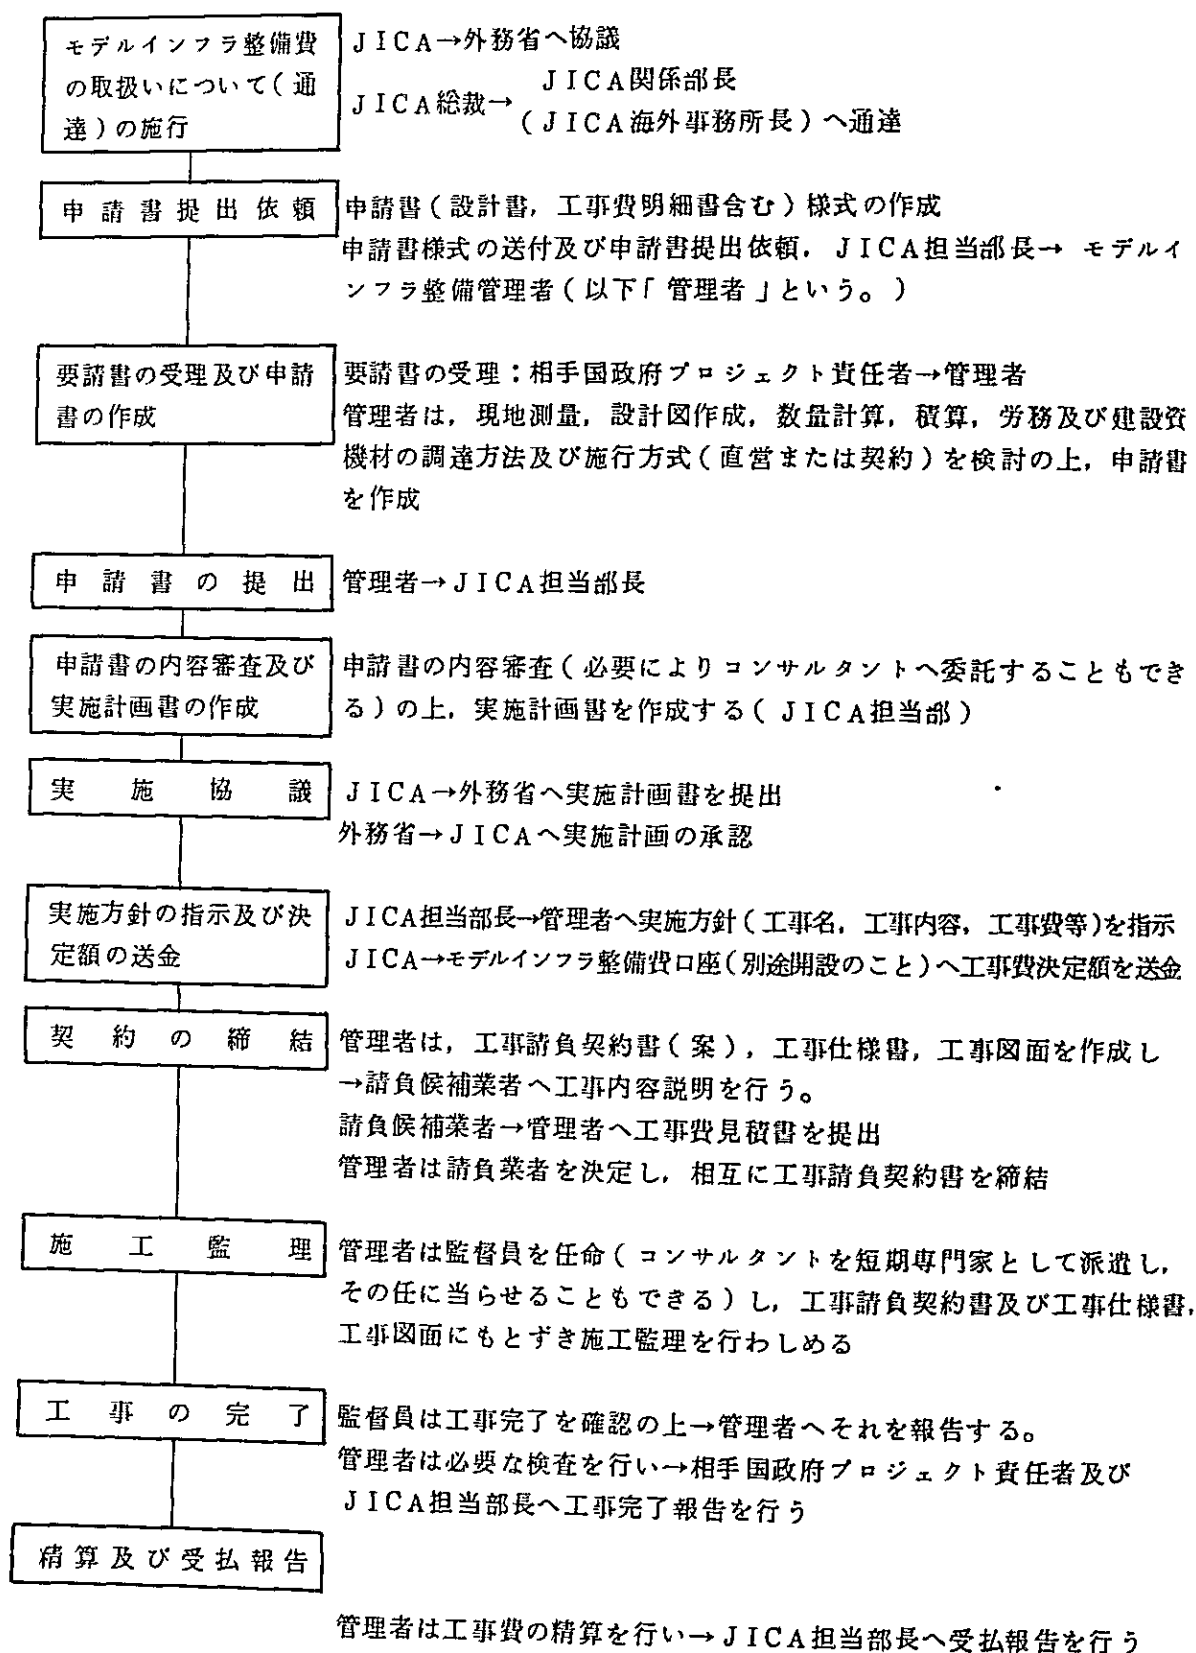 モデルインフラ整備費
の取扱いについて(通
達)の施行
JICA→外務省へ協議
JICA総裁→
JICA関係部長
(JICA海外事務所長)へ通達
申請書提出依頼
申請書(設計書,工事費明細書含む)様式の作成
申請書様式の送付及び申請書提出依頼,JICA担当部長→ モデルイ
ンフラ整備管理者(以下「管理者」という。)
要請書の受理及び申請
書の作成
要請書の受理:相手国政府プロジェクト責任者→管理者
管理者は,現地測量,設計図作成,数量計算,積算,労務及び建設資
機材の調達方法及び施行方式(直営または契約)を検討の上,申請書
を作成
申請書の提出
管理者→JICA担当部長
申請書の内容審査及び
実施計画書の作成
申請書の内容審査(必要によりコンサルタントへ委託することもでき
る)の上,実施計画書を作成する(JICA担当部)
実施協議
JICA→外務省へ実施計画書を提出
外務省→JICAへ実施計画の承認
実施方針の指示及び決
定額の送金
JICA担当部長→管理者へ実施方針(工事名,工事内容,工事費等)を指示
JICA→モデルインフラ整備費口座(別途開設のこと)へ工事費決定額を送金
契約の締結
管理者は,工事請負契約書(案),工事仕様書,工事図面を作成し
→請負候補業者へ工事内容説明を行う。
請負候補業者→管理者へ工事費見積書を提出
管理者は請負業者を決定し,相互に工事請負契約書を締結
施工監理
管理者は監督員を任命(コンサルタントを短期専門家として派遣し,
その任に当らせることもできる)し,工事請負契約書及び工事仕様書,
工事図面にもとずき施工監理を行わしめる
工事の完了
監督員は工事完了を確認の上→管理者へそれを報告する。
管理者は必要な検査を行い→相手国政府プロジェクト責任者及び
JICA担当部長へ工事完了報告を行う
精算及び受払報告
管理者は工事費の精算を行い→JICA担当部長へ受払報告を行う